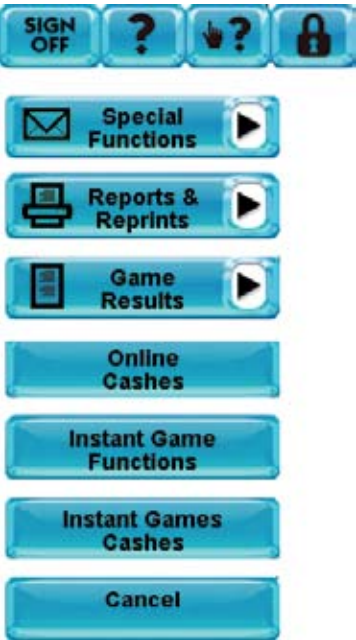 SIGN
OFF
?
?
Special
Functions
Reports &
Reprints
Game
Results
Online
Cashes
Instant Game
Functions
Instant Games
Cashes
Cancel